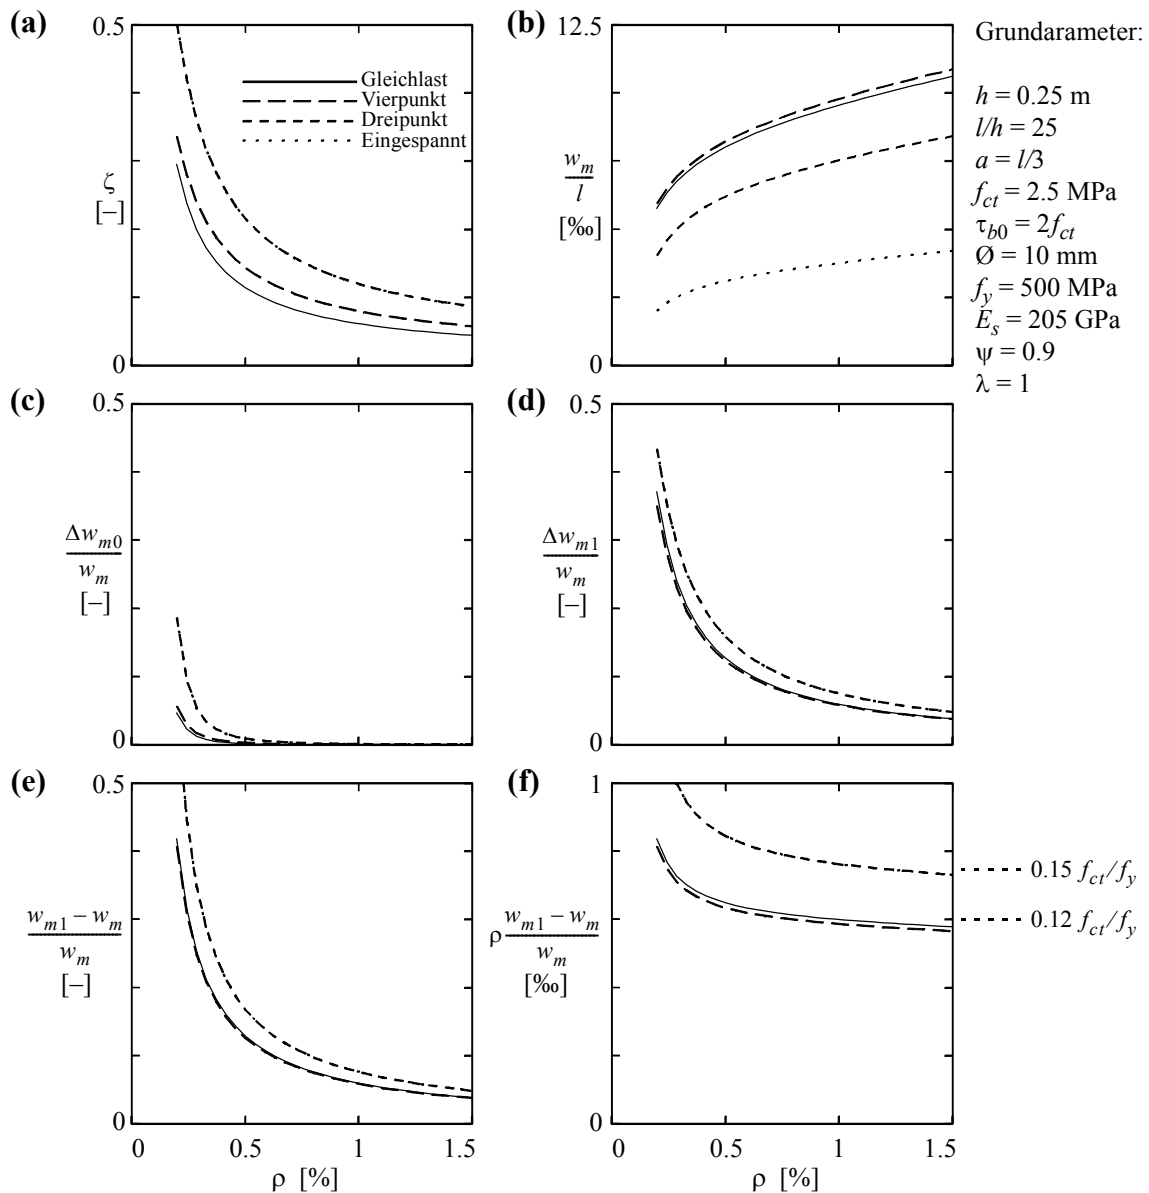 (a)
0.5
ζ
[–]
0
Gleichlast
Vierpunkt
Dreipunkt
Eingespannt
(b)
12.5
w_m
l
[‰]
0
Grundarameter:
h = 0.25 m
l/h = 25
a = l/3
f_ct = 2.5 MPa
τ_b0 = 2f_ct
Ø = 10 mm
f_y = 500 MPa
E_s = 205 GPa
ψ = 0.9
λ = 1
(c)
0.5
Δw_m0
w_m
[–]
0
(d)
0.5
Δw_m1
w_m
[–]
0
(e)
0.5
w_m1 – w_m
w_m
[–]
0
0 0.5 1 1.5
ρ [%]
(f)
1
ρ w_m1 – w_m
w_m
[‰]
0
0 0.5 1 1.5
ρ [%]
0.15 f_ct/f_y
0.12 f_ct/f_y